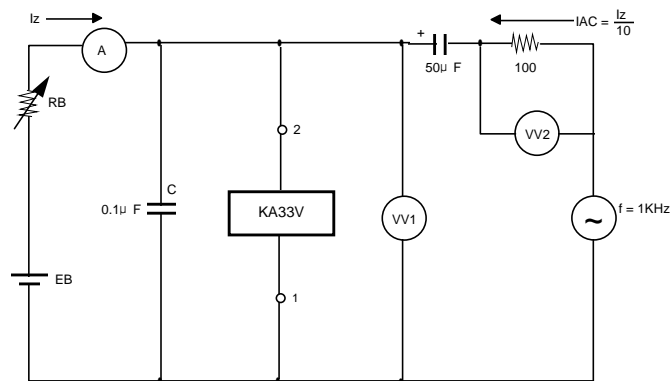 Iz
IAC = Iz/10
A
+
50μ F
100
RB
2
VV2
C
0.1μ F
KA33V
VV1
~
f = 1KHz
EB
1